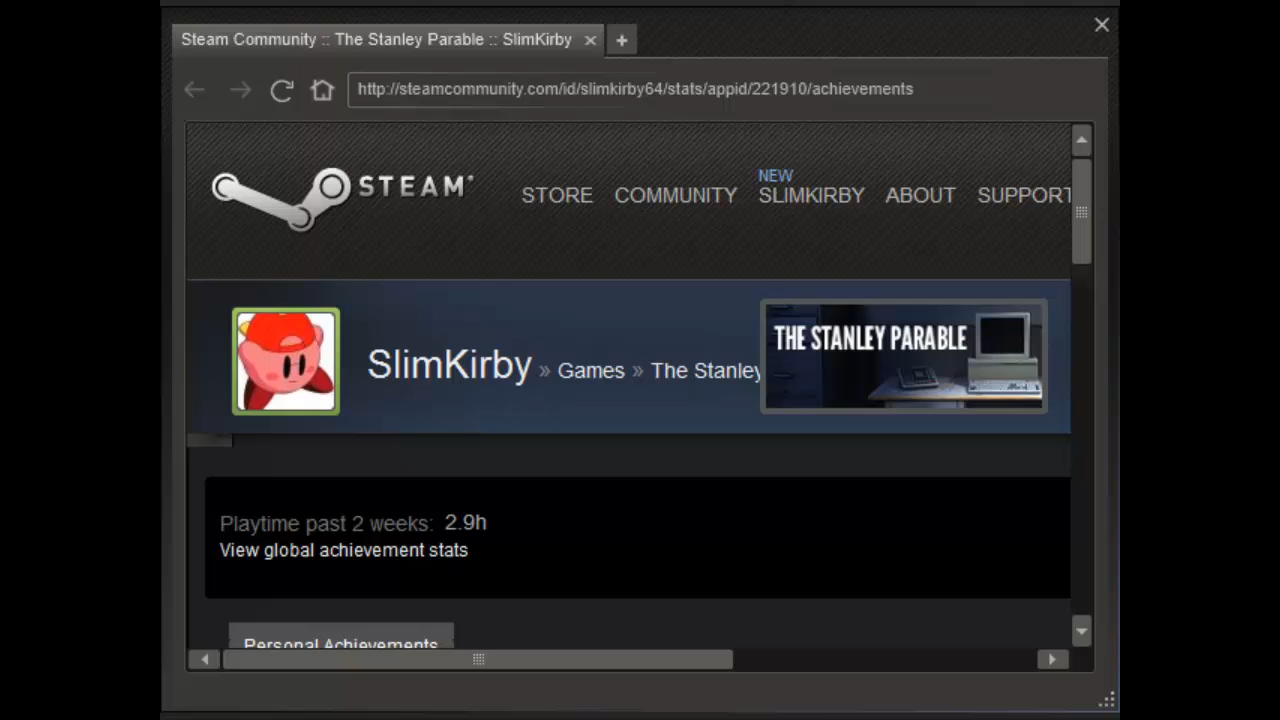 Steam Community :: The Stanley Parable :: SlimKirby
http://steamcommunity.com/id/slimkirby64/stats/appid/221910/achievements
STEAM
NEW
STORE COMMUNITY SLIMKIRBY ABOUT SUPPORT
THE STANLEY PARABLE
SlimKirby » Games » The Stanley
Playtime past 2 weeks: 2.9h
View global achievement stats
Personal Achievements